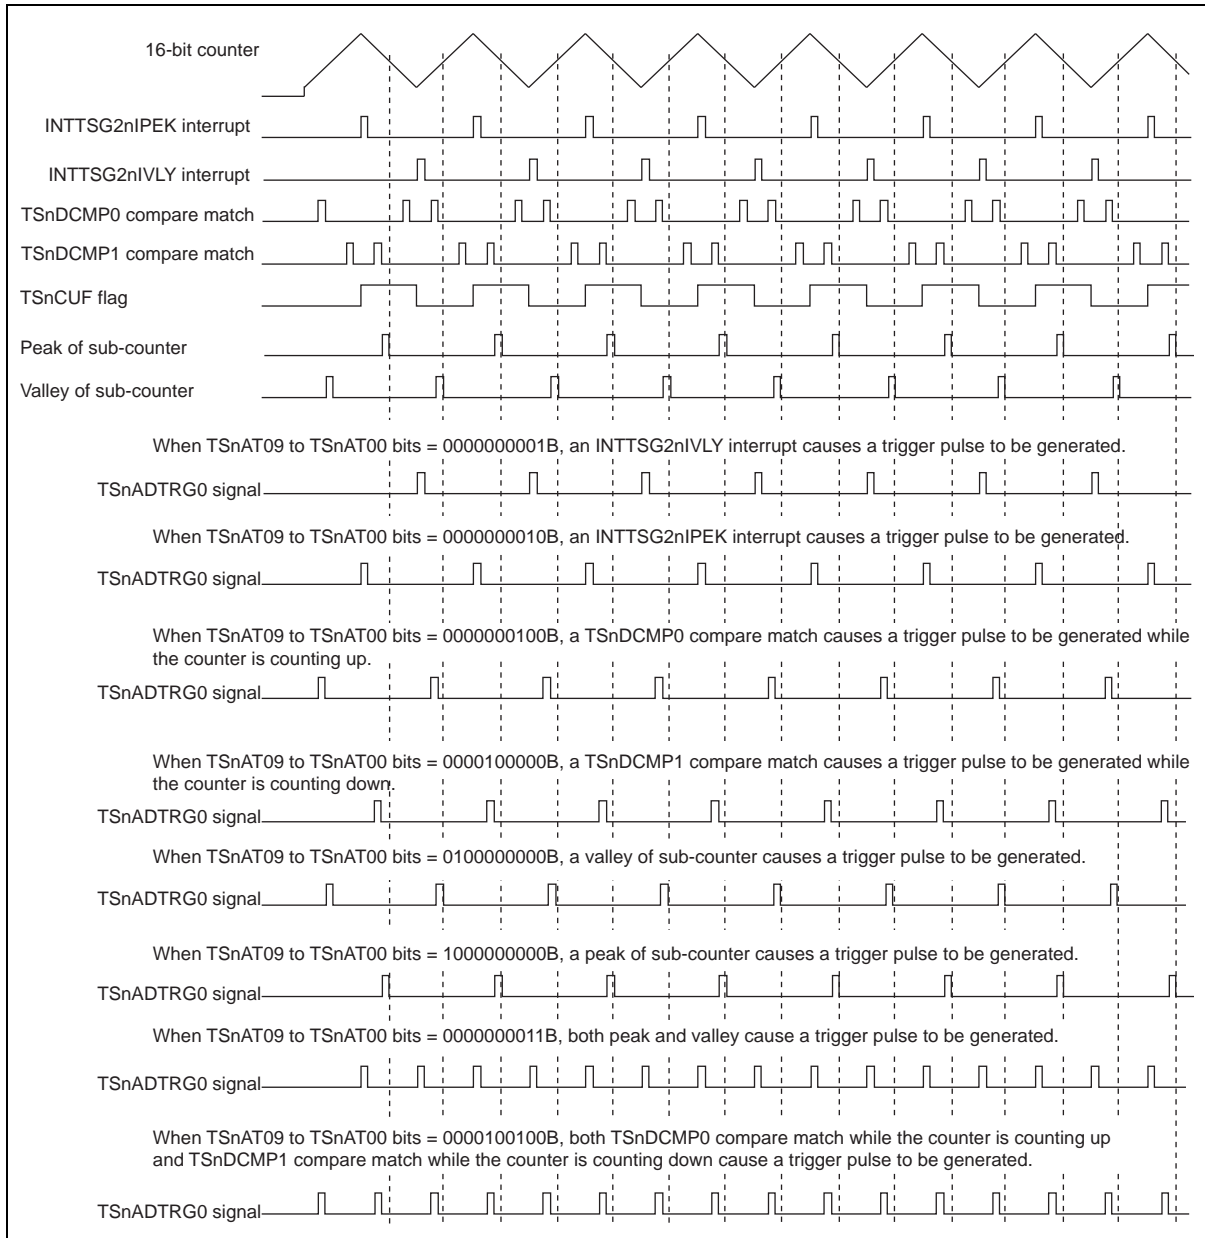 16-bit counter
INTTSG2nIPEK interrupt
INTTSG2nIVLY interrupt
TSnDCMP0 compare match
TSnDCMP1 compare match
TSnCUF flag
Peak of sub-counter
Valley of sub-counter
When TSnAT09 to TSnAT00 bits = 0000000001B, an INTTSG2nIVLY interrupt causes a trigger pulse to be generated.
TSnADTRG0 signal
When TSnAT09 to TSnAT00 bits = 0000000010B, an INTTSG2nIPEK interrupt causes a trigger pulse to be generated.
TSnADTRG0 signal
When TSnAT09 to TSnAT00 bits = 0000000100B, a TSnDCMP0 compare match causes a trigger pulse to be generated while
the counter is counting up.
TSnADTRG0 signal
When TSnAT09 to TSnAT00 bits = 0000100000B, a TSnDCMP1 compare match causes a trigger pulse to be generated while
the counter is counting down.
TSnADTRG0 signal
When TSnAT09 to TSnAT00 bits = 0100000000B, a valley of sub-counter causes a trigger pulse to be generated.
TSnADTRG0 signal
When TSnAT09 to TSnAT00 bits = 1000000000B, a peak of sub-counter causes a trigger pulse to be generated.
TSnADTRG0 signal
When TSnAT09 to TSnAT00 bits = 0000000011B, both peak and valley cause a trigger pulse to be generated.
TSnADTRG0 signal
When TSnAT09 to TSnAT00 bits = 0000100100B, both TSnDCMP0 compare match while the counter is counting up
and TSnDCMP1 compare match while the counter is counting down cause a trigger pulse to be generated.
TSnADTRG0 signal